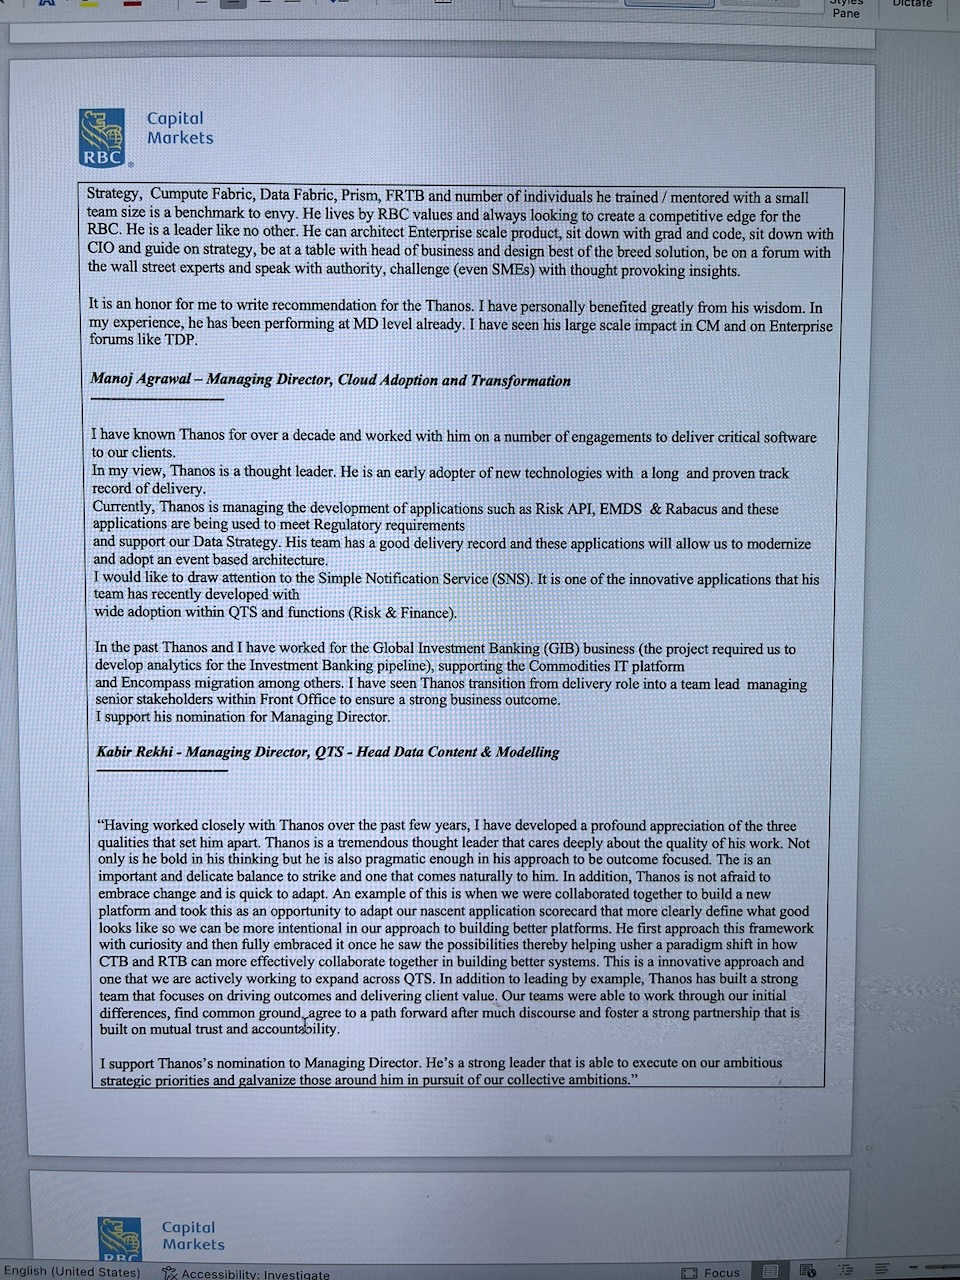 Styles
Pane
Dictate
Capital
Markets
RBC
Strategy, Cumpute Fabric, Data Fabric, Prism, FRTB and number of individuals he trained / mentored with a small
team size is a benchmark to envy. He lives by RBC values and always looking to create a competitive edge for the
RBC. He is a leader like no other. He can architect Enterprise scale product, sit down with grad and code, sit down with
CIO and guide on strategy, be at a table with head of business and design best of the breed solution, be on a forum with
the wall street experts and speak with authority, challenge (even SMEs) with thought provoking insights.
It is an honor for me to write recommendation for the Thanos. I have personally benefited greatly from his wisdom. In
my experience, he has been performing at MD level already. I have seen his large scale impact in CM and on Enterprise
forums like TDP.
Manoj Agrawal – Managing Director, Cloud Adoption and Transformation
I have known Thanos for over a decade and worked with him on a number of engagements to deliver critical software
to our clients.
In my view, Thanos is a thought leader. He is an early adopter of new technologies with a long and proven track
record of delivery.
Currently, Thanos is managing the development of applications such as Risk API, EMDS & Rabacus and these
applications are being used to meet Regulatory requirements
and support our Data Strategy. His team has a good delivery record and these applications will allow us to modernize
and adopt an event based architecture.
I would like to draw attention to the Simple Notification Service (SNS). It is one of the innovative applications that his
team has recently developed with
wide adoption within QTS and functions (Risk & Finance).
In the past Thanos and I have worked for the Global Investment Banking (GIB) business (the project required us to
develop analytics for the Investment Banking pipeline), supporting the Commodities IT platform
and Encompass migration among others. I have seen Thanos transition from delivery role into a team lead managing
senior stakeholders within Front Office to ensure a strong business outcome.
I support his nomination for Managing Director.
Kabir Rekhi - Managing Director, QTS - Head Data Content & Modelling
“Having worked closely with Thanos over the past few years, I have developed a profound appreciation of the three
qualities that set him apart. Thanos is a tremendous thought leader that cares deeply about the quality of his work. Not
only is he bold in his thinking but he is also pragmatic enough in his approach to be outcome focused. The is an
important and delicate balance to strike and one that comes naturally to him. In addition, Thanos is not afraid to
embrace change and is quick to adapt. An example of this is when we were collaborated together to build a new
platform and took this as an opportunity to adapt our nascent application scorecard that more clearly define what good
looks like so we can be more intentional in our approach to building better platforms. He first approach this framework
with curiosity and then fully embraced it once he saw the possibilities thereby helping usher a paradigm shift in how
CTB and RTB can more effectively collaborate together in building better systems. This is a innovative approach and
one that we are actively working to expand across QTS. In addition to leading by example, Thanos has built a strong
team that focuses on driving outcomes and delivering client value. Our teams were able to work through our initial
differences, find common ground, agree to a path forward after much discourse and foster a strong partnership that is
built on mutual trust and accountability.
I support Thanos’s nomination to Managing Director. He’s a strong leader that is able to execute on our ambitious
strategic priorities and galvanize those around him in pursuit of our collective ambitions.”
Capital
Markets
RBC
English (United States)
Accessibility: Investigate
Focus